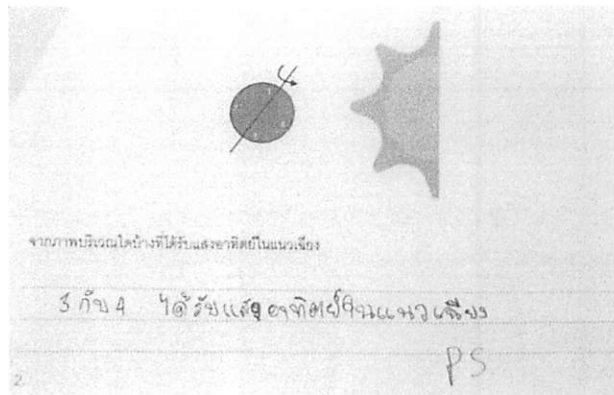 จากภาพบริเวณใดบ้างที่ได้รับแสงอาทิตย์ในแนวเฉียง
3 กับ 4 ได้รับแสงอาทิตย์ในแนวเฉียง
PS
2